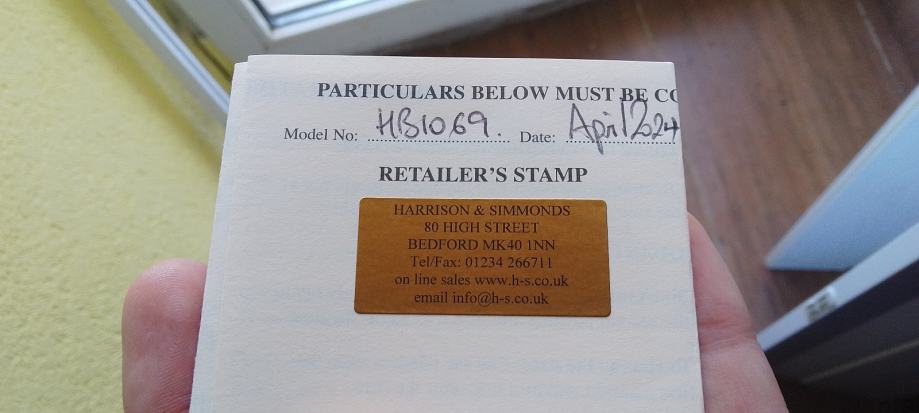 PARTICULARS BELOW MUST BE
Model No: HB1069. Date: April 2024
RETAILER'S STAMP
HARRISON & SIMMONDS
80 HIGH STREET
BEDFORD MK40 1NN
Tel/Fax: 01234 266711
on line sales www.h-s.co.uk
email info@h-s.co.uk